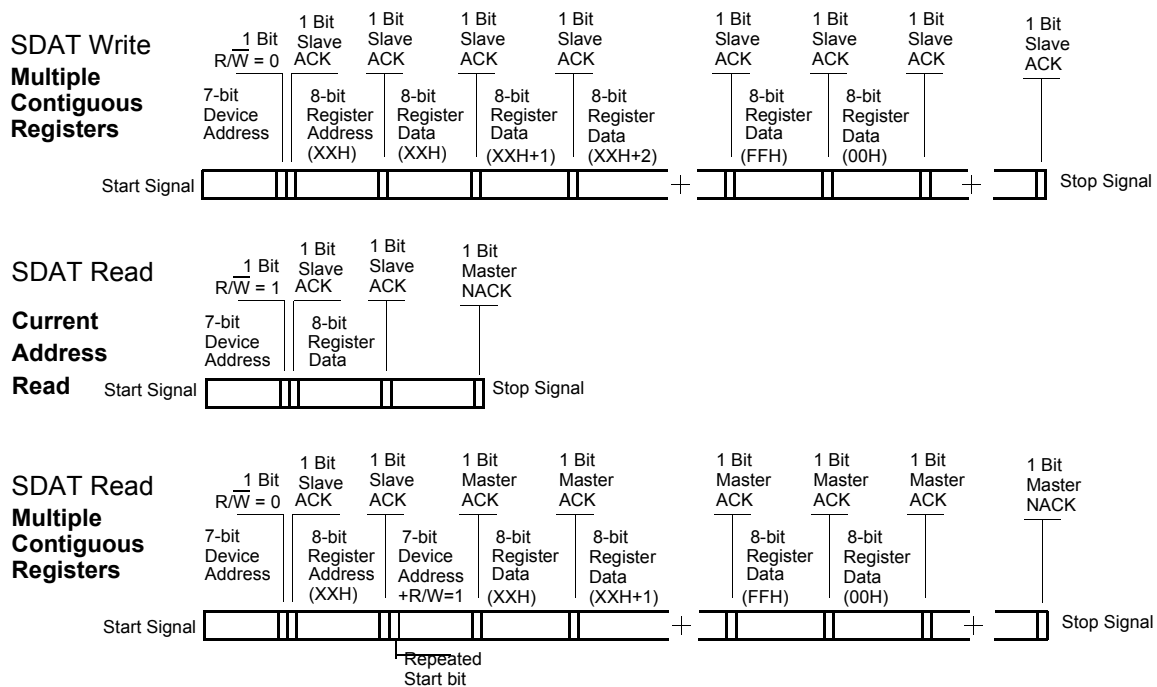 SDAT Write
Multiple
Contiguous
Registers
1 Bit
R/W = 0
1 Bit
Slave
ACK
1 Bit
Slave
ACK
1 Bit
Slave
ACK
1 Bit
Slave
ACK
1 Bit
Slave
ACK
1 Bit
Slave
ACK
1 Bit
Slave
ACK
1 Bit
Slave
ACK
7-bit
Device
Address
8-bit
Register
Address
(XXH)
8-bit
Register
Data
(XXH)
8-bit
Register
Data
(XXH+1)
8-bit
Register
Data
(XXH+2)
8-bit
Register
Data
(FFH)
8-bit
Register
Data
(00H)
Start Signal
Stop Signal
SDAT Read
Current
Address
Read
1 Bit
R/W = 1
1 Bit
Slave
ACK
1 Bit
Slave
ACK
1 Bit
Master
NACK
7-bit
Device
Address
8-bit
Register
Data
Start Signal
Stop Signal
SDAT Read
Multiple
Contiguous
Registers
1 Bit
R/W = 0
1 Bit
Slave
ACK
1 Bit
Slave
ACK
1 Bit
Master
ACK
1 Bit
Master
ACK
1 Bit
Master
ACK
1 Bit
Master
ACK
1 Bit
Master
ACK
1 Bit
Master
NACK
7-bit
Device
Address
8-bit
Register
Address
(XXH)
7-bit
Device
Address
+R/W=1
8-bit
Register
Data
(XXH)
8-bit
Register
Data
(XXH+1)
8-bit
Register
Data
(FFH)
8-bit
Register
Data
(00H)
Start Signal
Stop Signal
Repeated
Start bit